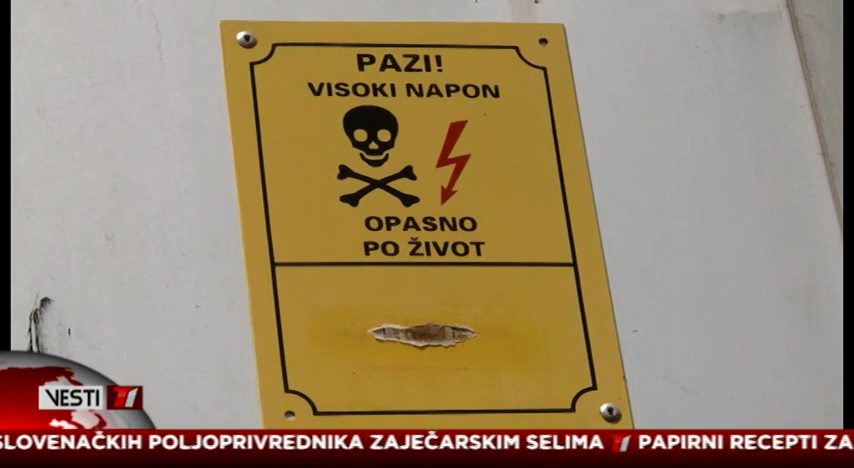 PAZI!
VISOKI NAPON
OPASNO
PO ŽIVOT
VESTI
SLOVENAČKIH POLJOPRIVREDNIKA ZAJEČARSKIM SELIMA PAPIRNI RECEPTI ZA